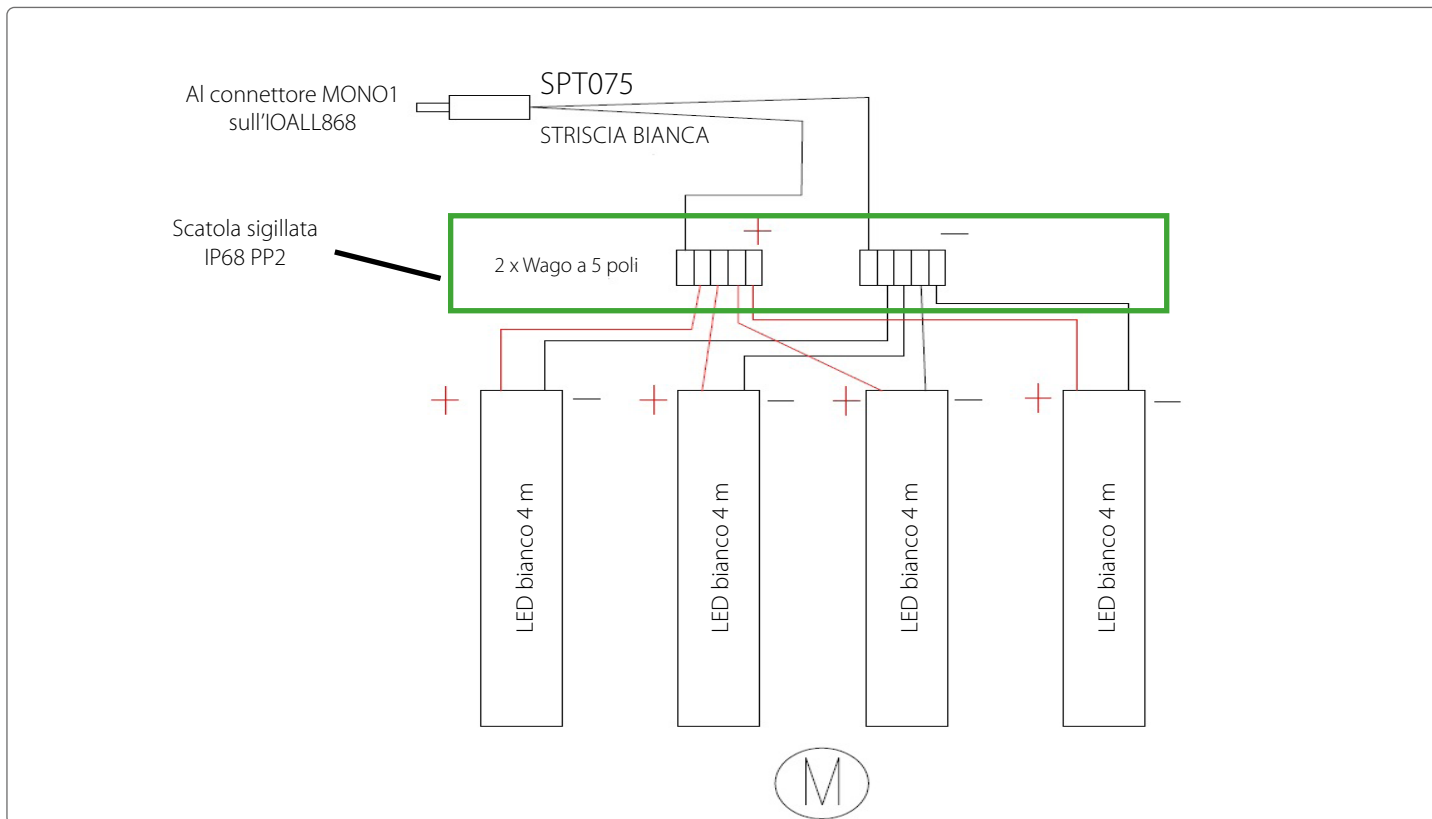 Al connettore MONO1
sull'IOALL868
SPT075
STRISCIA BIANCA
Scatola sigillata
IP68 PP2
2 x Wago a 5 poli
+
—
+
—
+
—
+
—
+
—
LED bianco 4 m
LED bianco 4 m
LED bianco 4 m
LED bianco 4 m
M